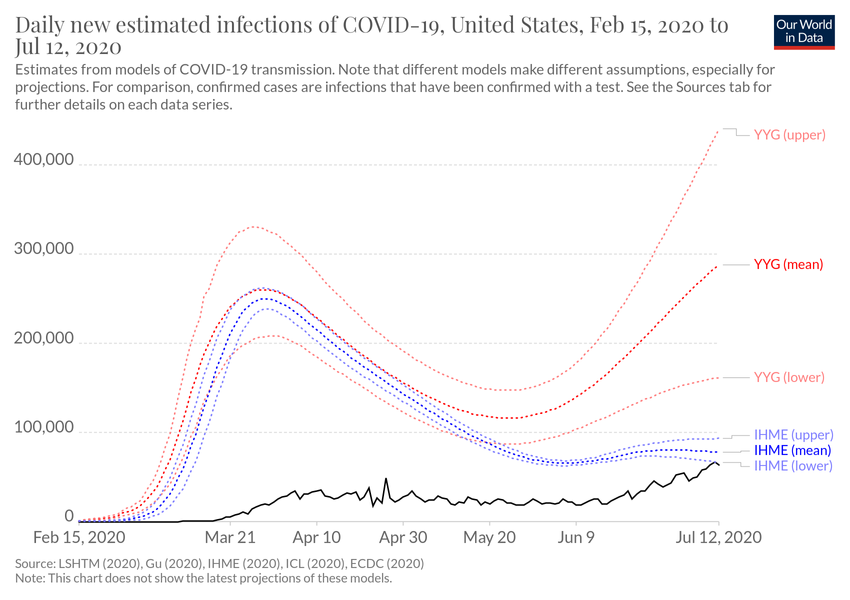 Daily new estimated infections of COVID-19, United States, Feb 15, 2020 to
Jul 12, 2020
Our World
in Data
Estimates from models of COVID-19 transmission. Note that different models make different assumptions, especially for
projections. For comparison, confirmed cases are infections that have been confirmed with a test. See the Sources tab for
further details on each data series.
YYG (upper)
400,000
300,000
YYG (mean)
200,000
YYG (lower)
100,000
IHME (upper)
IHME (mean)
IHME (lower)
0
Feb 15, 2020
Mar 21
Apr 10
Apr 30
May 20
Jun 9
Jul 12, 2020
Source: LSHTM (2020), Gu (2020), IHME (2020), ICL (2020), ECDC (2020)
Note: This chart does not show the latest projections of these models.